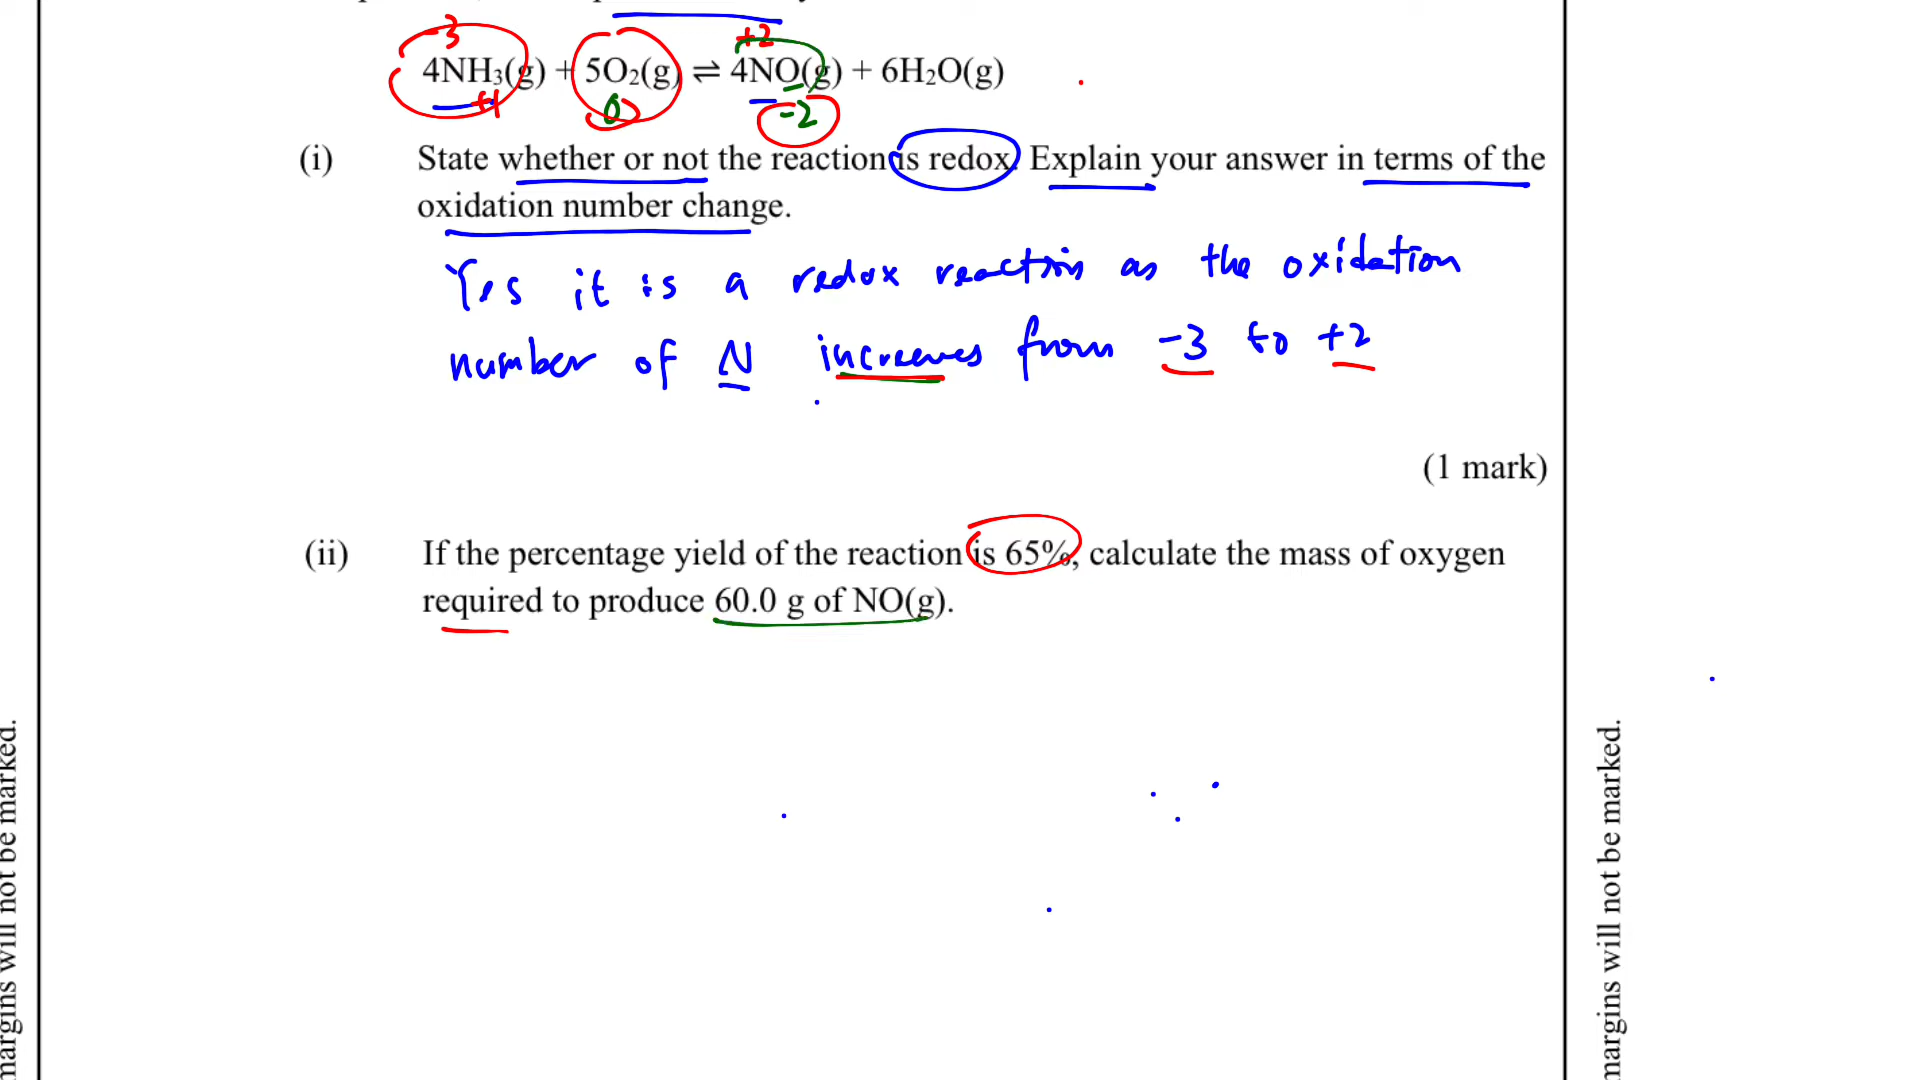 -3 +2
4NH₃(g) + 5O₂(g) ⇌ 4NO(g) + 6H₂O(g)
+1 0 -2
(i) State whether or not the reaction is redox. Explain your answer in terms of the
oxidation number change.
Yes it is a redox reaction as the oxidation
number of N increases from -3 to +2
(1 mark)
(ii) If the percentage yield of the reaction is 65%, calculate the mass of oxygen
required to produce 60.0 g of NO(g).
margins will not be marked.
margins will not be marked.